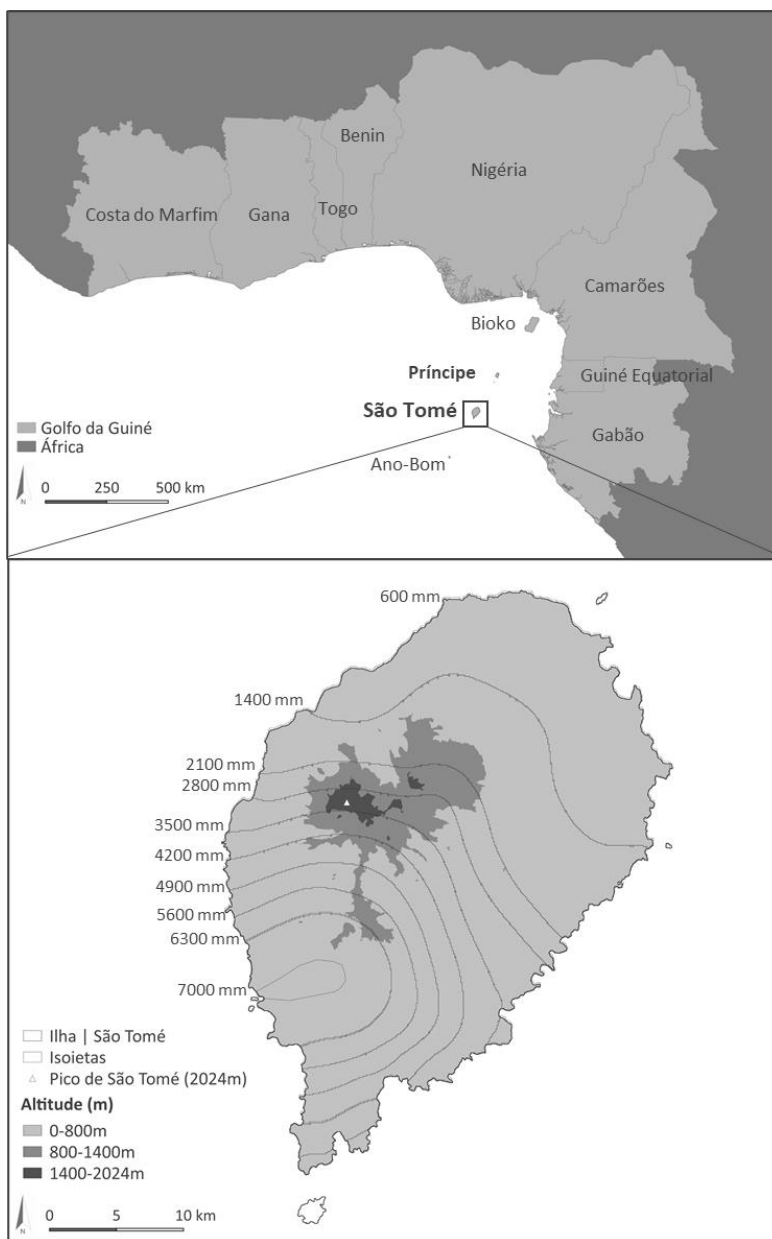 Benin
Nigéria
Costa do Marfim
Gana
Togo
Camarões
Bioko
Príncipe
Guiné Equatorial
São Tomé
Gabão
Golfo da Guiné
África
Ano-Bom
N
0 250 500 km
600 mm
1400 mm
2100 mm
2800 mm
3500 mm
4200 mm
4900 mm
5600 mm
6300 mm
7000 mm
Ilha | São Tomé
Isoietas
Pico de São Tomé (2024m)
Altitude (m)
0-800m
800-1400m
1400-2024m
N
0 5 10 km